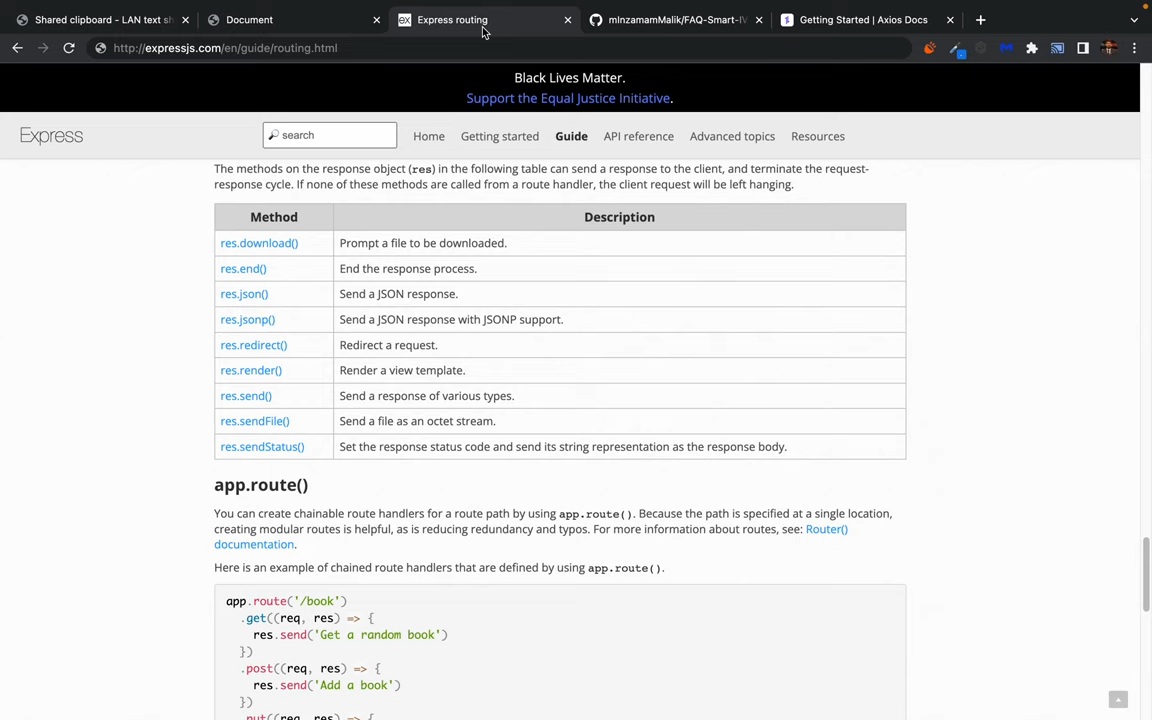 Shared clipboard - LAN text sh
Document
Express routing
mInzamamMalik/FAQ-Smart-IV
Getting Started | Axios Docs
http://expressjs.com/en/guide/routing.html
Black Lives Matter.
Support the Equal Justice Initiative.
Express
search
Home
Getting started
Guide
API reference
Advanced topics
Resources
The methods on the response object (res) in the following table can send a response to the client, and terminate the request-
response cycle. If none of these methods are called from a route handler, the client request will be left hanging.
Method Description
res.download() Prompt a file to be downloaded.
res.end() End the response process.
res.json() Send a JSON response.
res.jsonp() Send a JSON response with JSONP support.
res.redirect() Redirect a request.
res.render() Render a view template.
res.send() Send a response of various types.
res.sendFile() Send a file as an octet stream.
res.sendStatus() Set the response status code and send its string representation as the response body.
app.route()
You can create chainable route handlers for a route path by using app.route(). Because the path is specified at a single location,
creating modular routes is helpful, as is reducing redundancy and typos. For more information about routes, see: Router()
documentation.
Here is an example of chained route handlers that are defined by using app.route().
app.route('/book')
.get((req, res) => {
res.send('Get a random book')
})
.post((req, res) => {
res.send('Add a book')
})
.put((req, res) => {